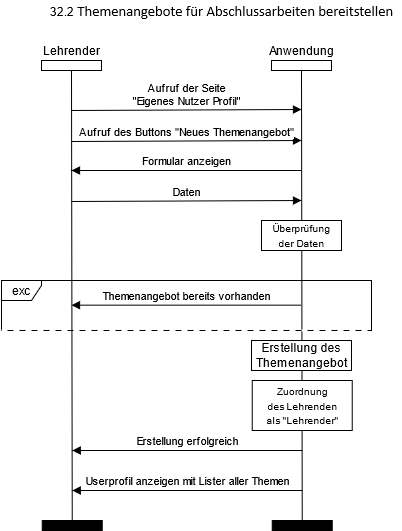 32.2 Themenangebote für Abschlussarbeiten bereitstellen
Lehrender
Anwendung
Aufruf der Seite
"Eigenes Nutzer Profil"
Aufruf des Buttons "Neues Themenangebot"
Formular anzeigen
Daten
Überprüfung
der Daten
exc
Themenangebot bereits vorhanden
Erstellung des
Themenangebot
Zuordnung
des Lehrenden
als "Lehrender"
Erstellung erfolgreich
Userprofil anzeigen mit Lister aller Themen